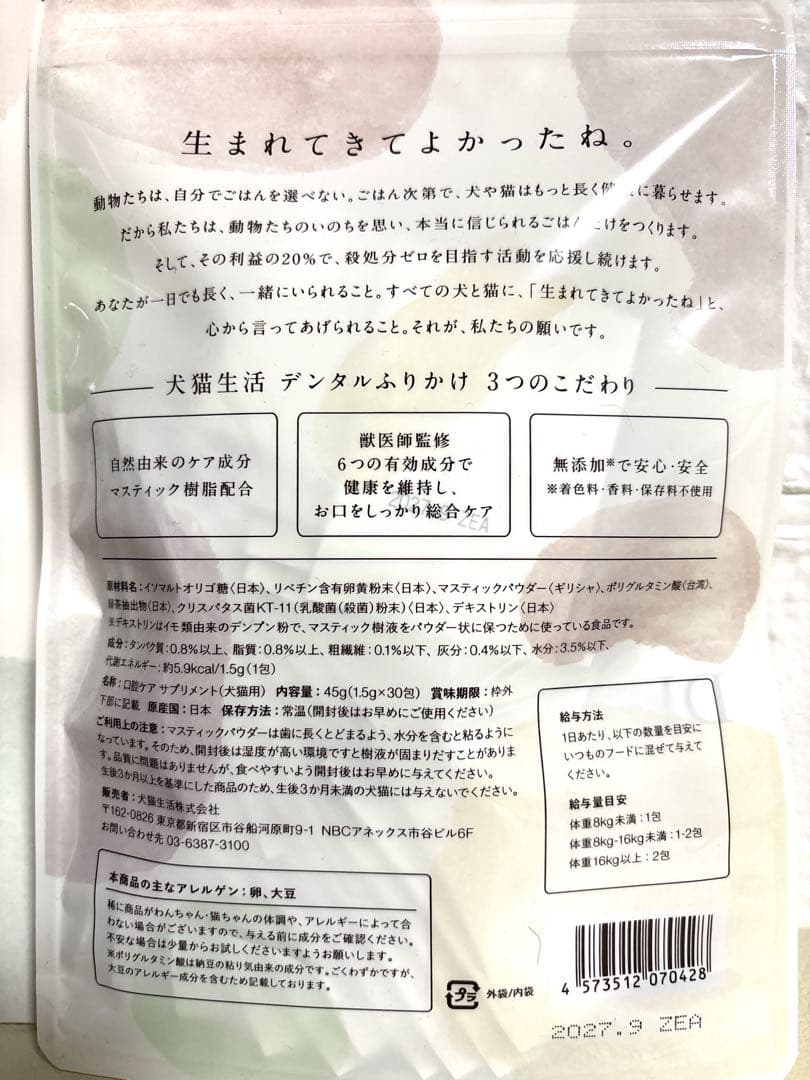 生まれてきてよかったね。
動物たちは、自分でごはんを選べない。ごはん次第で、犬や猫はもっと長く健康に暮らせます。
だから私たちは、動物たちのいのちを思い、本当に信じられるごはんだけをつくります。
そして、その利益の20%で、殺処分ゼロを目指す活動を応援し続けます。
あなたが一日でも長く、一緒にいられること。すべての犬と猫に、「生まれてきてよかったね」と、
心から言ってあげられること。それが、私たちの願いです。
犬猫生活 デンタルふりかけ 3つのこだわり
自然由来のケア成分
マスティック樹脂配合
獣医師監修
6つの有効成分で
健康を維持し、
お口をしっかり総合ケア
無添加※で安心・安全
※着色料・香料・保存料不使用
原材料名:イソマルトオリゴ糖〈日本〉、リベチン含有卵黄粉末〈日本〉、マスティックパウダー〈ギリシャ〉、ポリグルタミン酸〈台湾〉、
緑茶抽出物〈日本〉、クリスパタス菌KT-11(乳酸菌(殺菌)粉末)〈日本〉、デキストリン〈日本〉
※デキストリンはイモ類由来のデンプン粉で、マスティック樹液をパウダー状に保つために使っている食品です。
成分:タンパク質:0.8%以上、脂質:0.8%以上、粗繊維:0.1%以下、灰分:0.4%以下、水分:3.5%以下、
代謝エネルギー:約5.9kcal/1.5g(1包)
名称:口腔ケア サプリメント(犬猫用) 内容量:45g(1.5g×30包) 賞味期限:枠外
下部に記載 原産国:日本 保存方法:常温(開封後はお早めにご使用ください)
ご利用上の注意:マスティックパウダーは歯に長くとどまるよう、水分を含むと粘るように
なっています。そのため、開封後は湿度が高い環境ですと樹液が固まりだすことがありま
す。品質に問題はありませんが、食べやすいよう開封後はお早めに与えてください。
生後3か月以上を基準にした商品のため、生後3か月未満の犬猫には与えないでください。
販売者:犬猫生活株式会社
〒162-0826 東京都新宿区市谷船河原町9-1 NBCアネックス市谷ビル6F
お問い合わせ先 03-6387-3100
給与方法
1日あたり、以下の数量を目安に
いつものフードに混ぜて与えて
ください。
給与量目安
体重8kg未満:1包
体重8kg-16kg未満:1-2包
体重16kg以上:2包
本商品の主なアレルゲン:卵、大豆
稀に商品がわんちゃん・猫ちゃんの体調や、アレルギーによって合
わない場合がございますので、与える前に成分をご確認ください。
不安な場合は少量からお試しくださいますようお願いします。
※ポリグルタミン酸は納豆の粘り気由来の成分です。ごくわずかですが、
大豆のアレルギー成分を含むため記載しております。
プラ 外袋/内袋
4 573512 070428
2027.9 ZEA